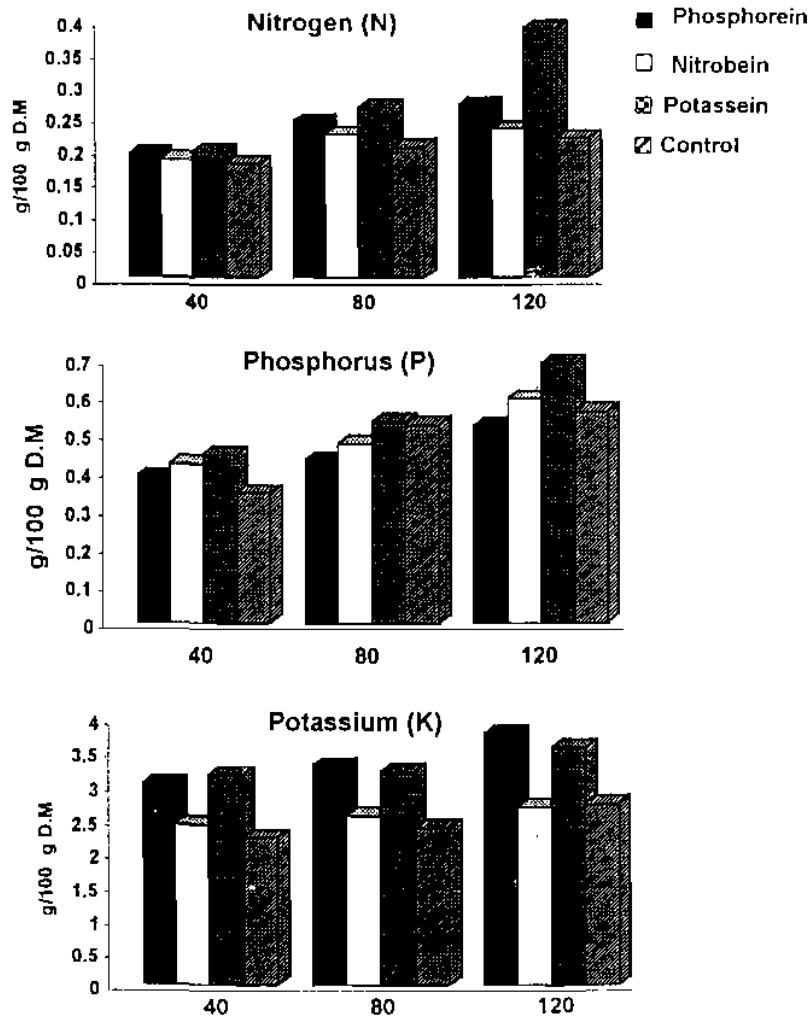 Nitrogen (N)
Phosphorein
Nitrobein
Potassein
Control
g/100 g D.M
0.4
0.35
0.3
0.25
0.2
0.15
0.1
0.05
0
40 80 120
Phosphorus (P)
g/100 g D.M
0.7
0.6
0.5
0.4
0.3
0.2
0.1
0
40 80 120
Potassium (K)
g/100 g D.M
4
3.5
3
2.5
2
1.5
1
0.5
0
40 80 120